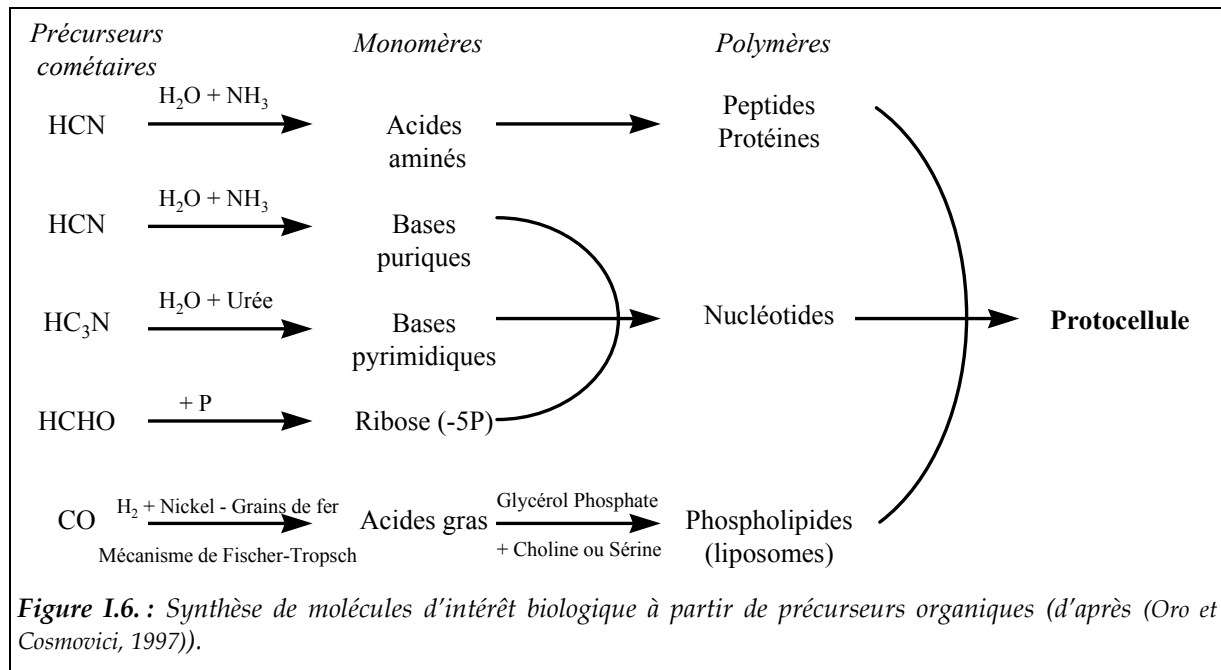 Précurseurs
cométaires
Monomères
Polymères
HCN
H₂O + NH₃
Acides
aminés
Peptides
Protéines
HCN
H₂O + NH₃
Bases
puriques
HC₃N
H₂O + Urée
Bases
pyrimidiques
Nucléotides
Protocellule
HCHO
+ P
Ribose (-5P)
CO
H₂ + Nickel - Grains de fer
Mécanisme de Fischer-Tropsch
Acides gras
Glycérol Phosphate
+ Choline ou Sérine
Phospholipides
(liposomes)
Figure I.6. : Synthèse de molécules d'intérêt biologique à partir de précurseurs organiques (d'après (Oro et
Cosmovici, 1997)).